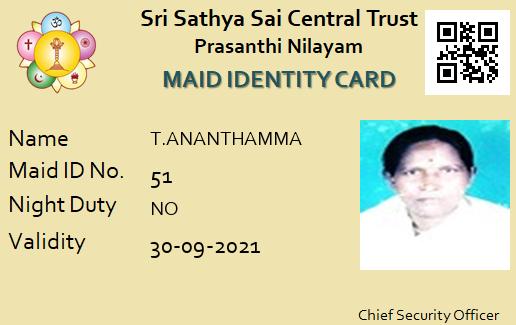 Sri Sathya Sai Central Trust
Prasanthi Nilayam
MAID IDENTITY CARD
Name T.ANANTHAMMA
Maid ID No. 51
Night Duty NO
Validity 30-09-2021
Chief Security Officer